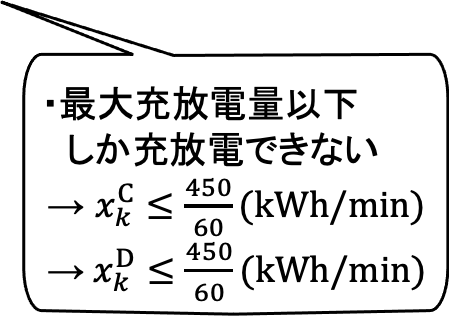 ・最大充放電量以下
しか充放電できない
→ x_k^C ≤ 450/60 (kWh/min)
→ x_k^D ≤ 450/60 (kWh/min)